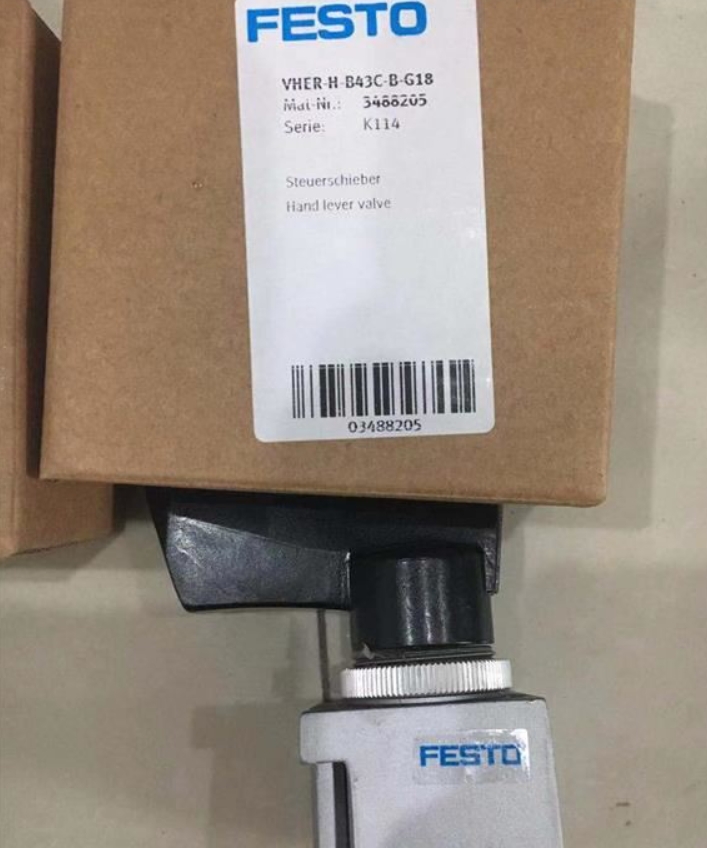 FESTO
VHER-H-B43C-B-G18
Mat-Nr.: 3488205
Serie: K114
Steuerschieber
Hand lever valve
03488205
FESTO